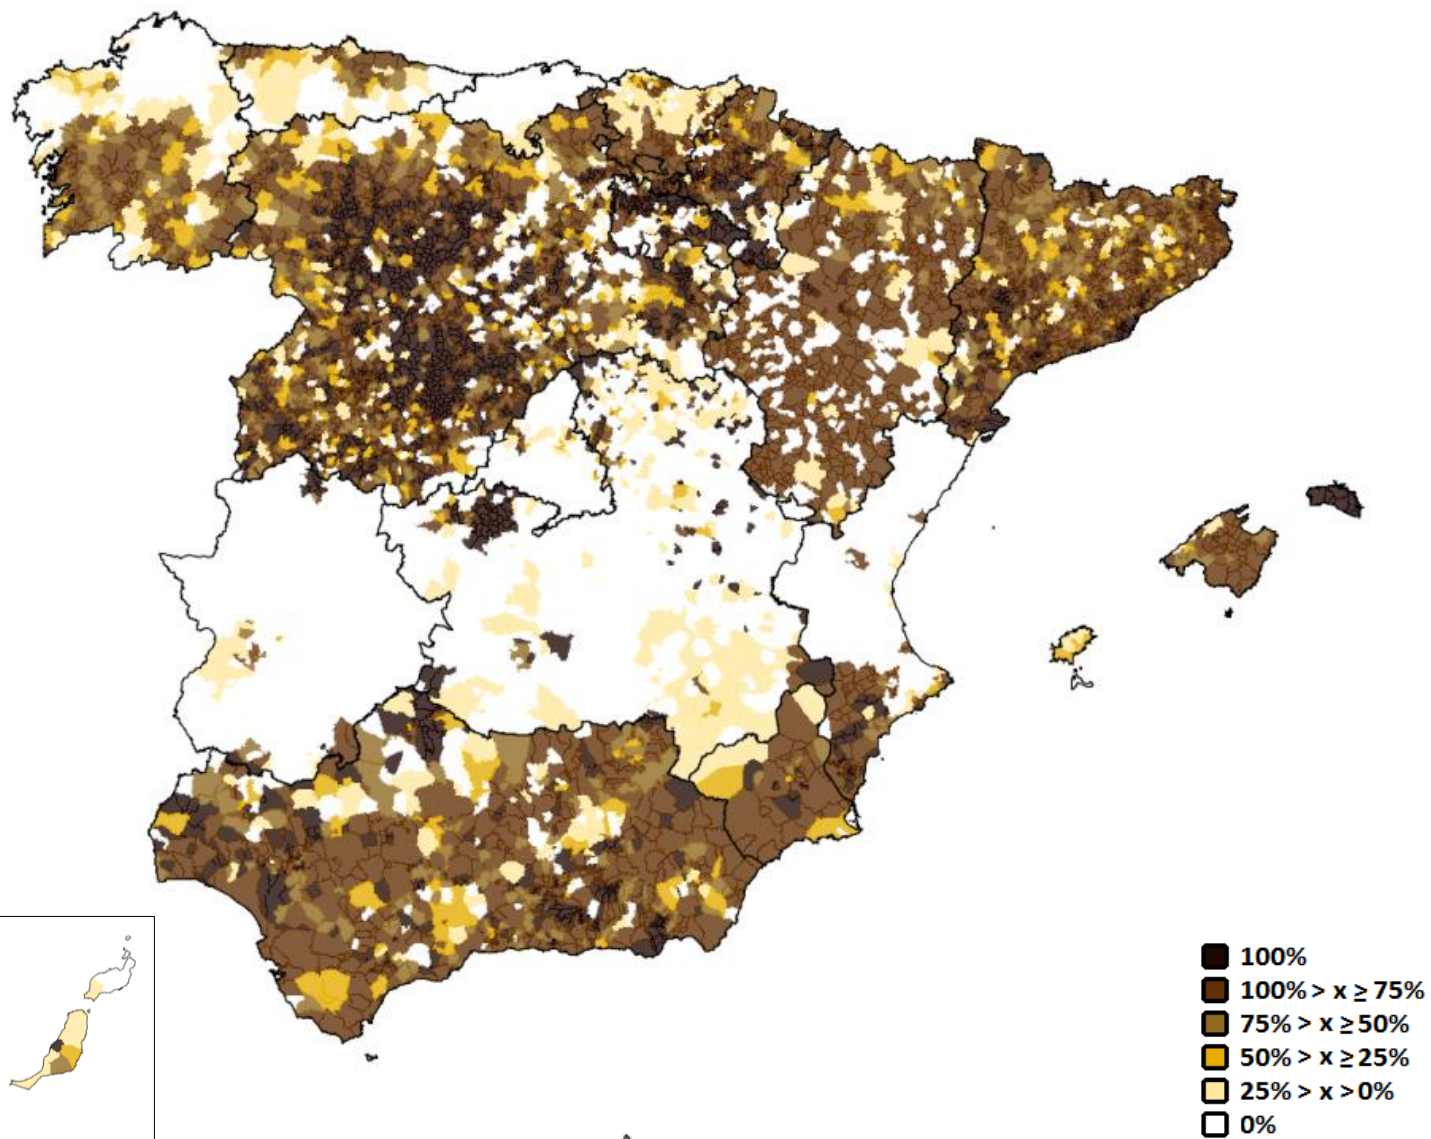 100%
100% > x ≥ 75%
75% > x ≥ 50%
50% > x ≥ 25%
25% > x > 0%
0%